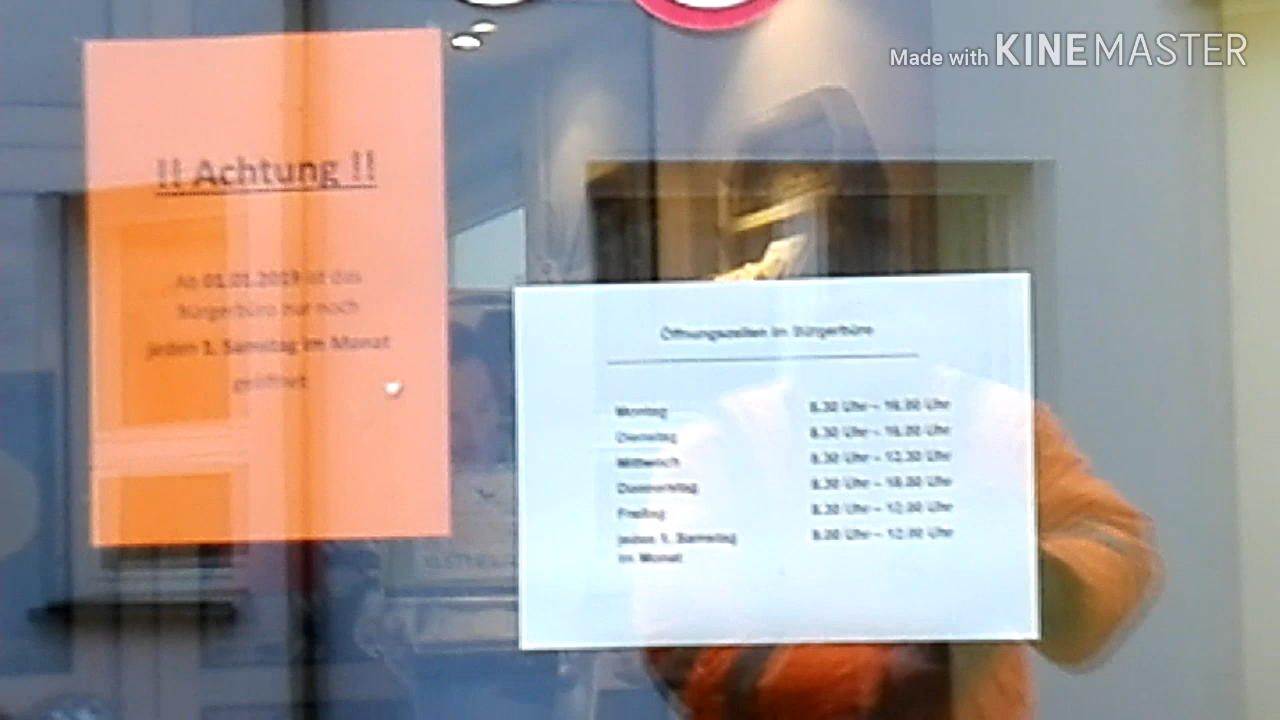 Made with KINEMASTER
!! Achtung !!
Ab 01.01.2019 ist das
Bürgerbüro nur noch
jeden 1. Samstag im Monat
geöffnet
Öffnungszeiten im Bürgerbüro
Montag 8.30 Uhr – 16.00 Uhr
Dienstag 8.30 Uhr – 16.00 Uhr
Mittwoch 8.30 Uhr – 12.30 Uhr
Donnerstag 8.30 Uhr – 18.00 Uhr
Freitag 8.30 Uhr – 12.00 Uhr
jeden 1. Samstag Uhr – 12.00 Uhr
im Monat